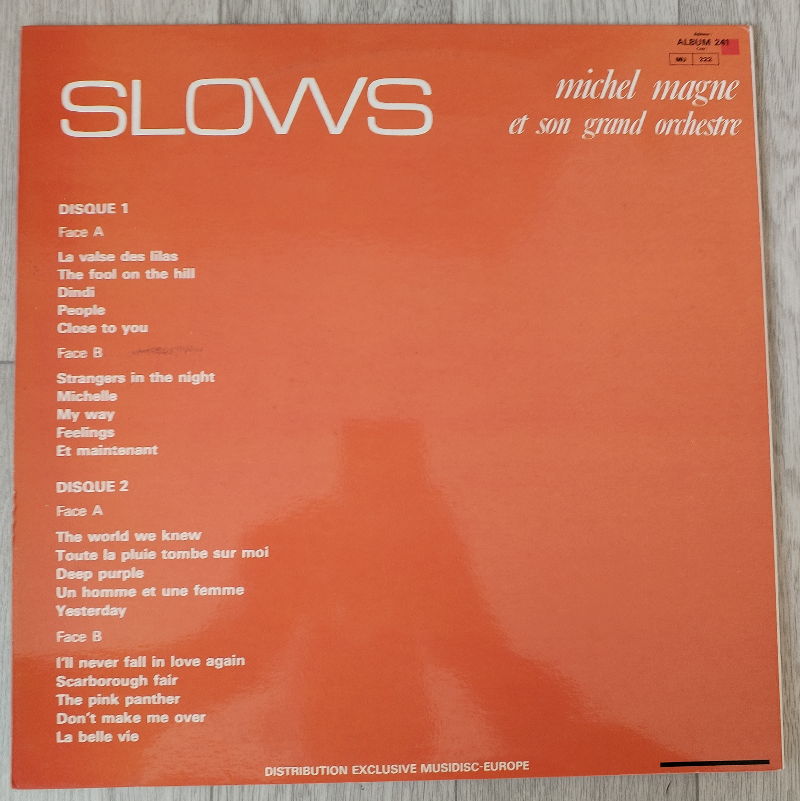 ALBUM 241
MU 222
SLOWS
michel magne
et son grand orchestre
DISQUE 1
Face A
La valse des lilas
The fool on the hill
Dindi
People
Close to you
Face B
Strangers in the night
Michelle
My way
Feelings
Et maintenant
DISQUE 2
Face A
The world we knew
Toute la pluie tombe sur moi
Deep purple
Un homme et une femme
Yesterday
Face B
I'll never fall in love again
Scarborough fair
The pink panther
Don't make me over
La belle vie
DISTRIBUTION EXCLUSIVE MUSIDISC-EUROPE